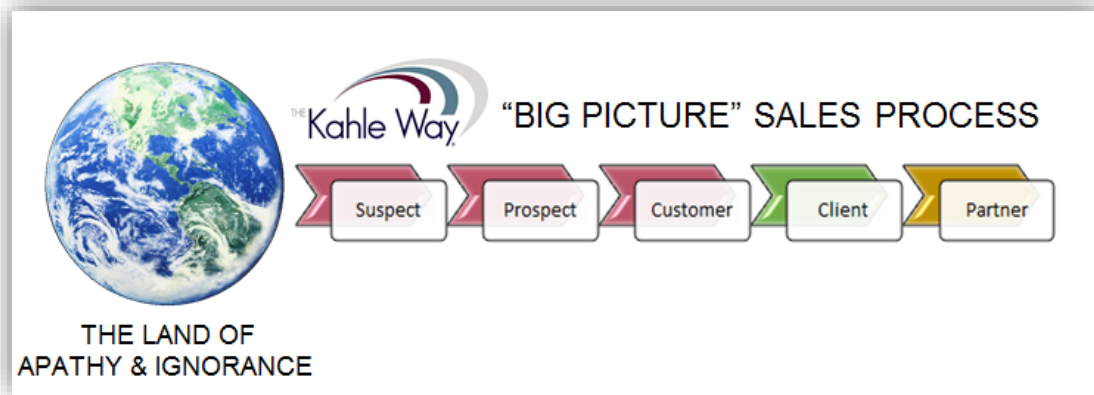 THE
Kahle Way
“BIG PICTURE” SALES PROCESS
Suspect
Prospect
Customer
Client
Partner
THE LAND OF
APATHY & IGNORANCE